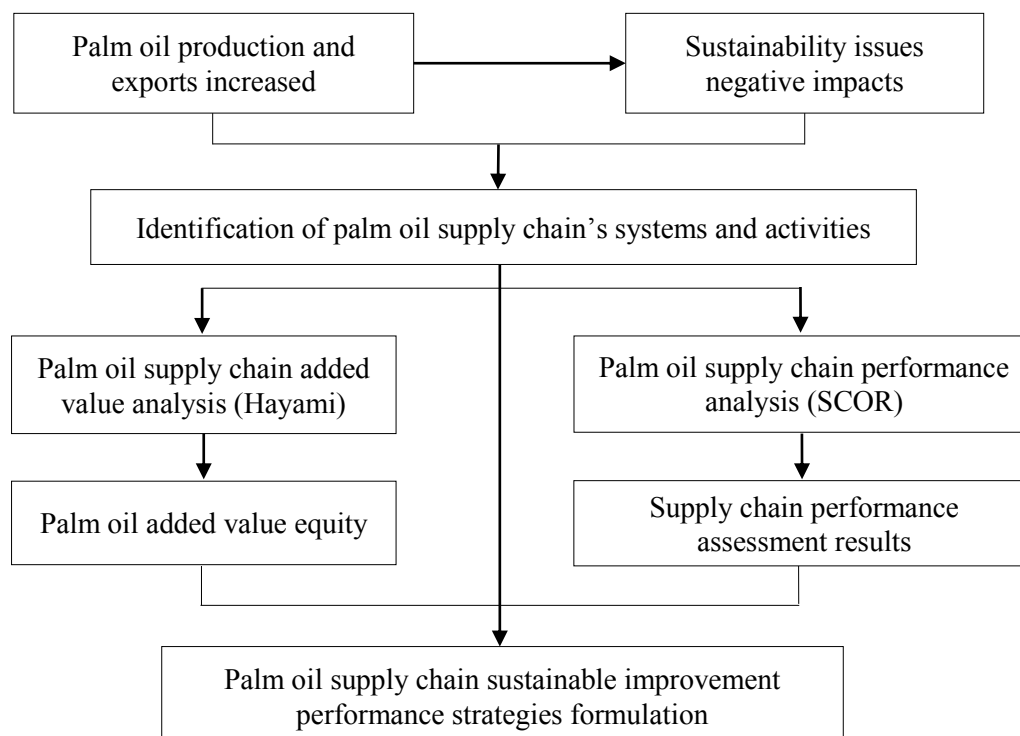 Palm oil production and
exports increased
Sustainability issues
negative impacts
Identification of palm oil supply chain’s systems and activities
Palm oil supply chain added
value analysis (Hayami)
Palm oil supply chain performance
analysis (SCOR)
Palm oil added value equity
Supply chain performance
assessment results
Palm oil supply chain sustainable improvement
performance strategies formulation